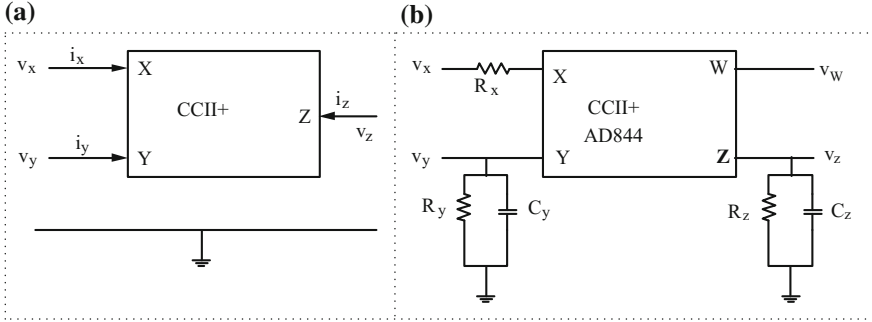 (a)
(b)
v_x
i_x
X
CCII+
Z
i_z
v_z
v_y
i_y
Y
v_x
R_x
X
W
v_W
CCII+
AD844
v_y
Y
Z
v_z
R_y
C_y
R_z
C_z